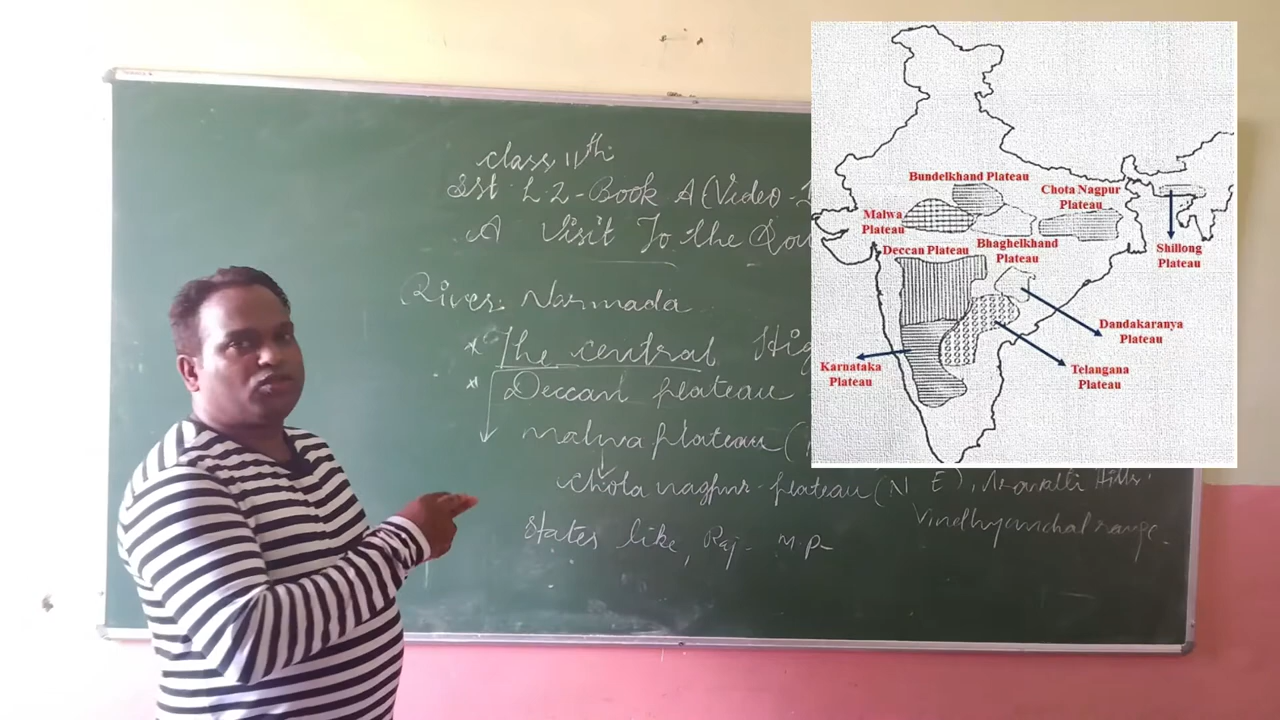 class 11th
SSt L2-Book A (Video-
A Visit To the
River: Narmada
* The central Hig
* Deccan plateau
malwa plateau (
Chota nagpur plateau (N E), Aravalli Hills.
Vindhyanchal range
States like, Raj- M.P-
Bundelkhand Plateau
Chota Nagpur
Plateau
Malwa
Plateau
Deccan Plateau
Bhaghelkhand
Plateau
Shillong
Plateau
Dandakaranya
Plateau
Karnataka
Plateau
Telangana
Plateau